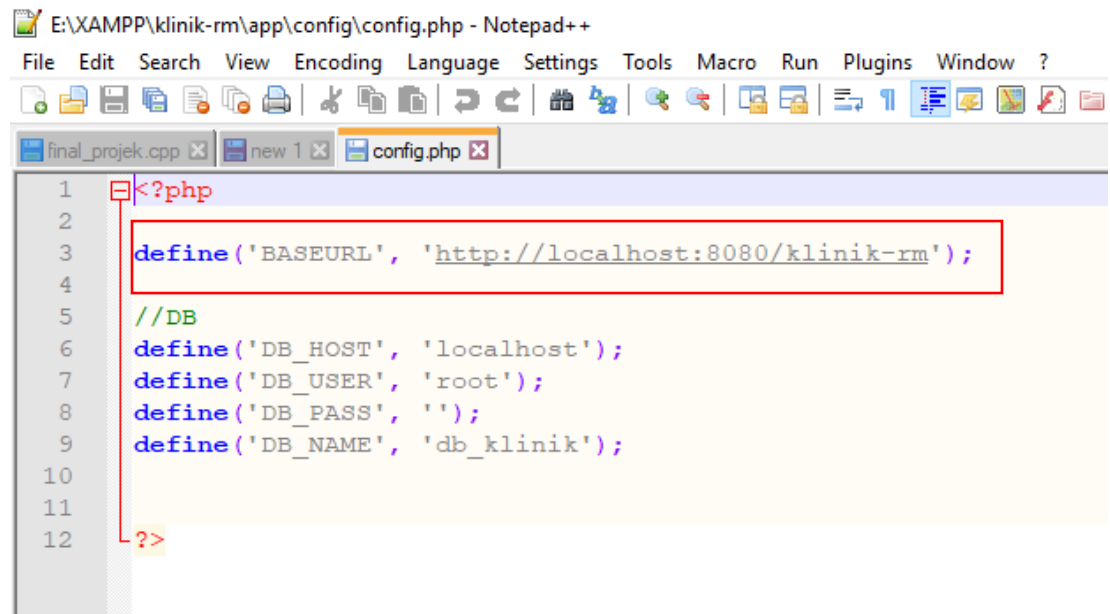 E:\XAMPP\klinik-rm\app\config\config.php - Notepad++
File Edit Search View Encoding Language Settings Tools Macro Run Plugins Window ?
final_projek.cpp new 1 config.php
1 <?php
2
3 define('BASEURL', 'http://localhost:8080/klinik-rm');
4
5 //DB
6 define('DB_HOST', 'localhost');
7 define('DB_USER', 'root');
8 define('DB_PASS', '');
9 define('DB_NAME', 'db_klinik');
10
11
12 ?>